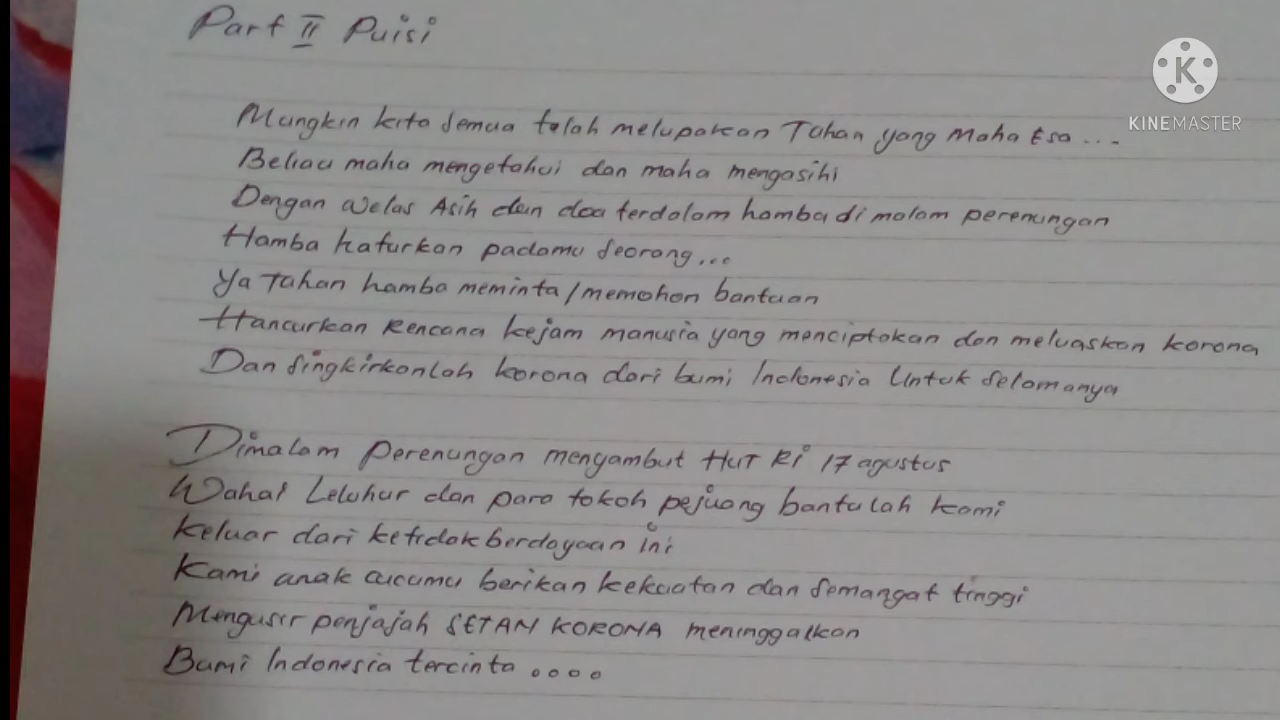 Part II Puisi
KINEMASTER
Mungkin kita semua telah melupakan Tuhan yang Maha Esa ...
Beliau maha mengetahui dan maha mengasihi
Dengan Welas Asih dan doa terdalam hamba di malam perenungan
Hamba haturkan padamu seorang...
Ya Tuhan hamba meminta/memohon bantuan
Hancurkan Rencana kejam manusia yang menciptakan dan meluaskan korona
Dan singkirkanlah korona dari bumi Indonesia Untuk selamanya
Dimalam perenungan menyambut HUT RI 17 agustus
Wahai Leluhur dan para tokoh pejuang bantulah kami
Keluar dari ketidakberdayaan ini
Kami anak cucumu berikan kekuatan dan semangat tinggi
Mengusir penjajah SETAN KORONA meninggalkan
Bumi Indonesia tercinta ....